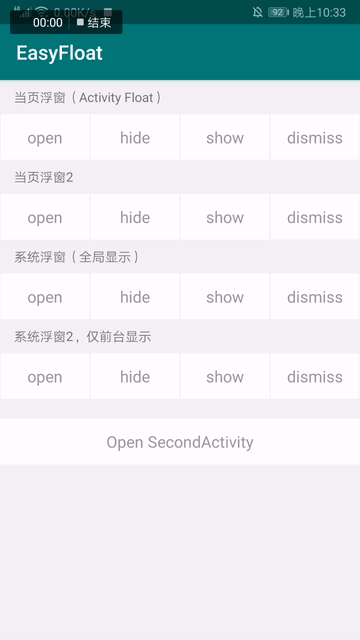 0.00K/s 92 晚上10:33
00:00 结束
EasyFloat
当页浮窗（Activity Float）
open hide show dismiss
当页浮窗2
open hide show dismiss
系统浮窗（全局显示）
open hide show dismiss
系统浮窗2，仅前台显示
open hide show dismiss
Open SecondActivity